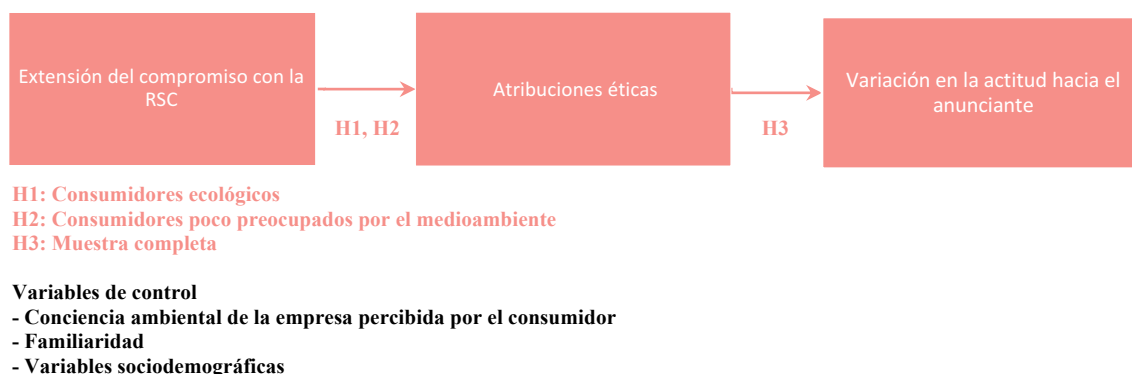 Extensión del compromiso con la
RSC
H1, H2
Atribuciones éticas
H3
Variación en la actitud hacia el
anunciante
H1: Consumidores ecológicos
H2: Consumidores poco preocupados por el medioambiente
H3: Muestra completa
Variables de control
- Conciencia ambiental de la empresa percibida por el consumidor
- Familiaridad
- Variables sociodemográficas